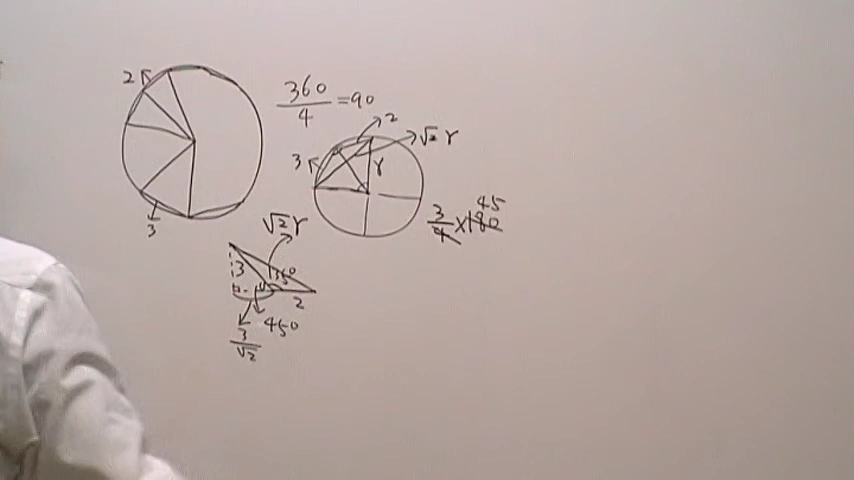 2
360/4 = 90
2
√2 r
3
r
3
3/4 × 180
45
√2 r
3
135°
2
45°
3/√2